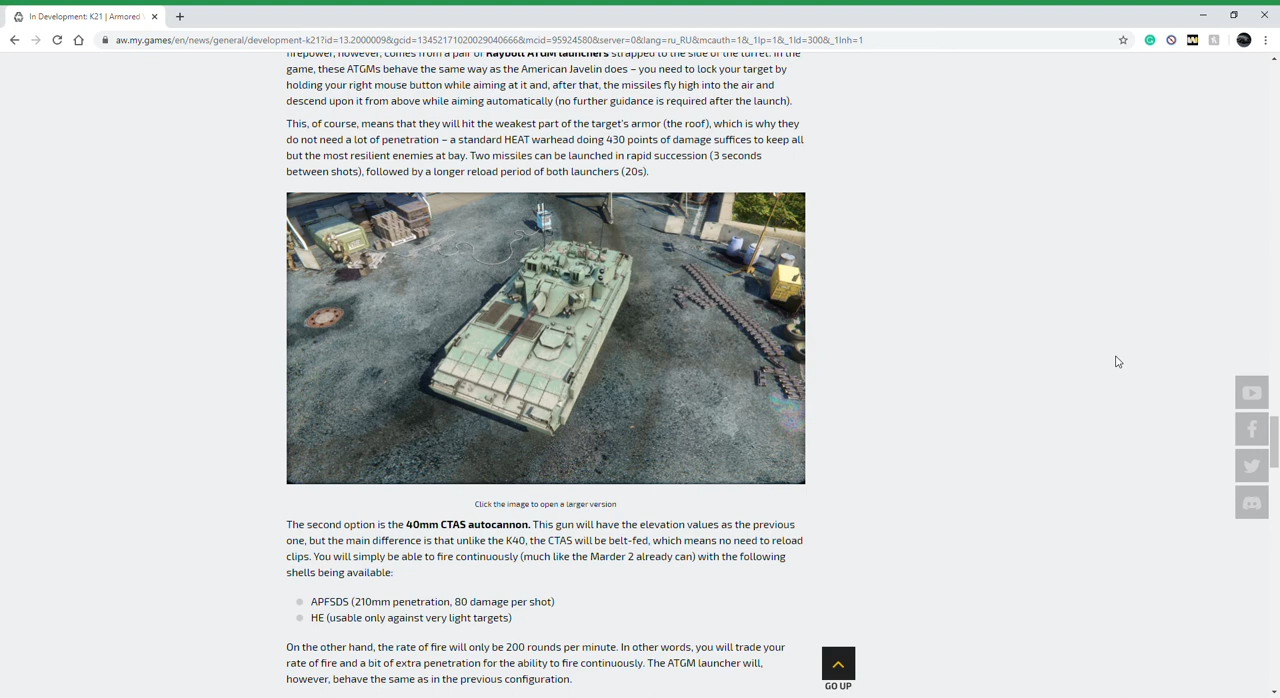 In Development: K21 | Armored
aw.my.games/en/news/general/development-k21?id=13.2000009&gcid=13452171020029040666&mcid=95924580&server=0&lang=ru_RU&mcauth=1&_1lp=1&_1ld=300&_1lnh=1
firepower, however, comes from a pair of Raybolt ATGM launchers strapped to the side of the turret. In the
game, these ATGMs behave the same way as the American Javelin does – you need to lock your target by
holding your right mouse button while aiming at it and, after that, the missiles fly high into the air and
descend upon it from above while aiming automatically (no further guidance is required after the launch).
This, of course, means that they will hit the weakest part of the target's armor (the roof), which is why they
do not need a lot of penetration – a standard HEAT warhead doing 430 points of damage suffices to keep all
but the most resilient enemies at bay. Two missiles can be launched in rapid succession (3 seconds
between shots), followed by a longer reload period of both launchers (20s).
Click the image to open a larger version
The second option is the 40mm CTAS autocannon. This gun will have the elevation values as the previous
one, but the main difference is that unlike the K40, the CTAS will be belt-fed, which means no need to reload
clips. You will simply be able to fire continuously (much like the Marder 2 already can) with the following
shells being available:
APFSDS (210mm penetration, 80 damage per shot)
HE (usable only against very light targets)
On the other hand, the rate of fire will only be 200 rounds per minute. In other words, you will trade your
rate of fire and a bit of extra penetration for the ability to fire continuously. The ATGM launcher will,
however, behave the same as in the previous configuration.
GO UP